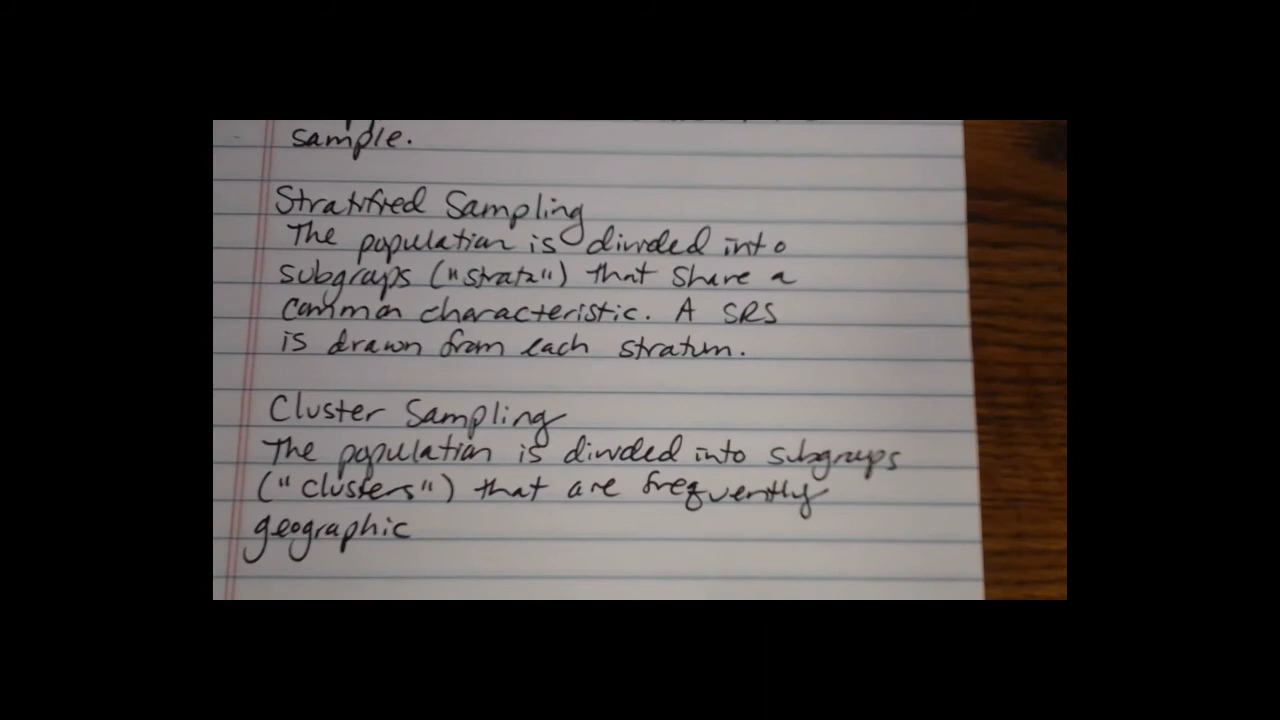 sample.
Stratified Sampling
The population is divided into
subgroups ("strata") that share a
common characteristic. A SRS
is drawn from each stratum.
Cluster Sampling
The population is divided into subgroups
("clusters") that are frequently
geographic